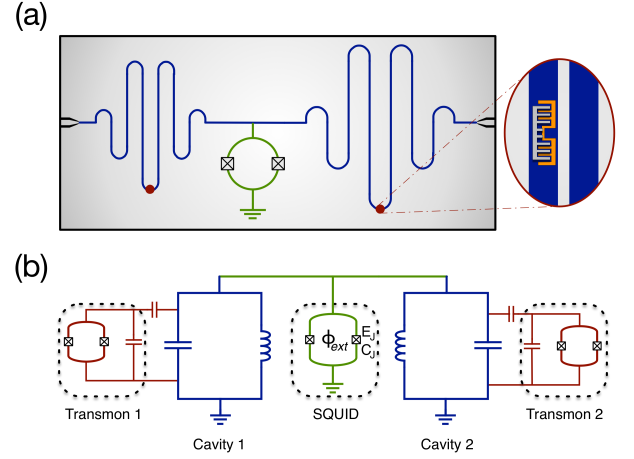 (a)
(b)
ϕext
EJ
CJ
Transmon 1
SQUID
Transmon 2
Cavity 1
Cavity 2